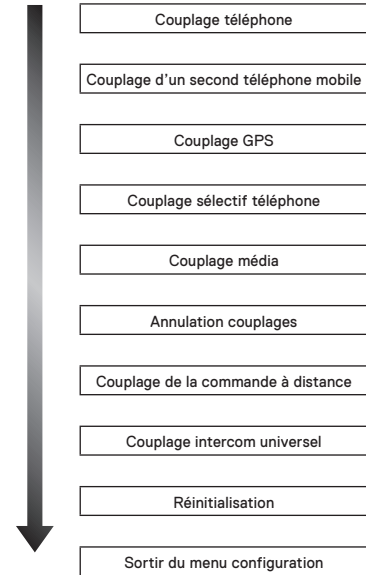 Couplage téléphone
Couplage d'un second téléphone mobile
Couplage GPS
Couplage sélectif téléphone
Couplage média
Annulation couplages
Couplage de la commande à distance
Couplage intercom universel
Réinitialisation
Sortir du menu configuration